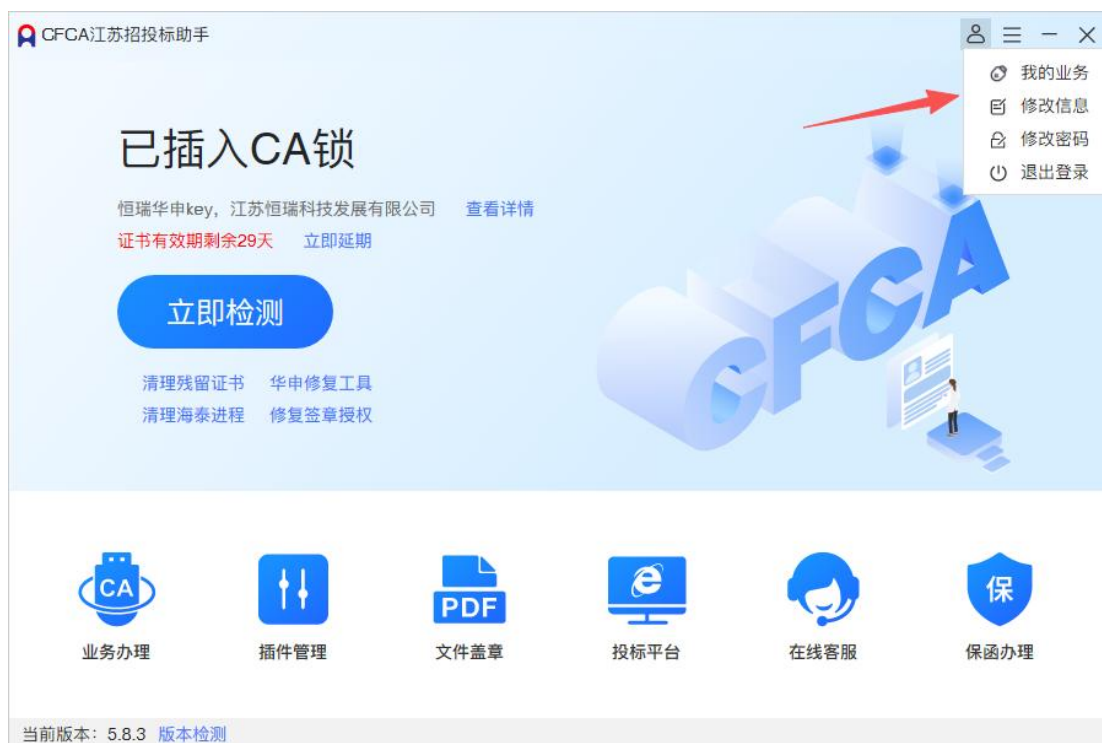 CFCA江苏招投标助手
我的业务
修改信息
修改密码
退出登录
已插入CA锁
恒瑞华申key，江苏恒瑞科技发展有限公司 查看详情
证书有效期剩余29天 立即延期
立即检测
清理残留证书 华申修复工具
清理海泰进程 修复签章授权
CFCA
CA
PDF
保
业务办理 插件管理 文件盖章 投标平台 在线客服 保函办理
当前版本：5.8.3 版本检测